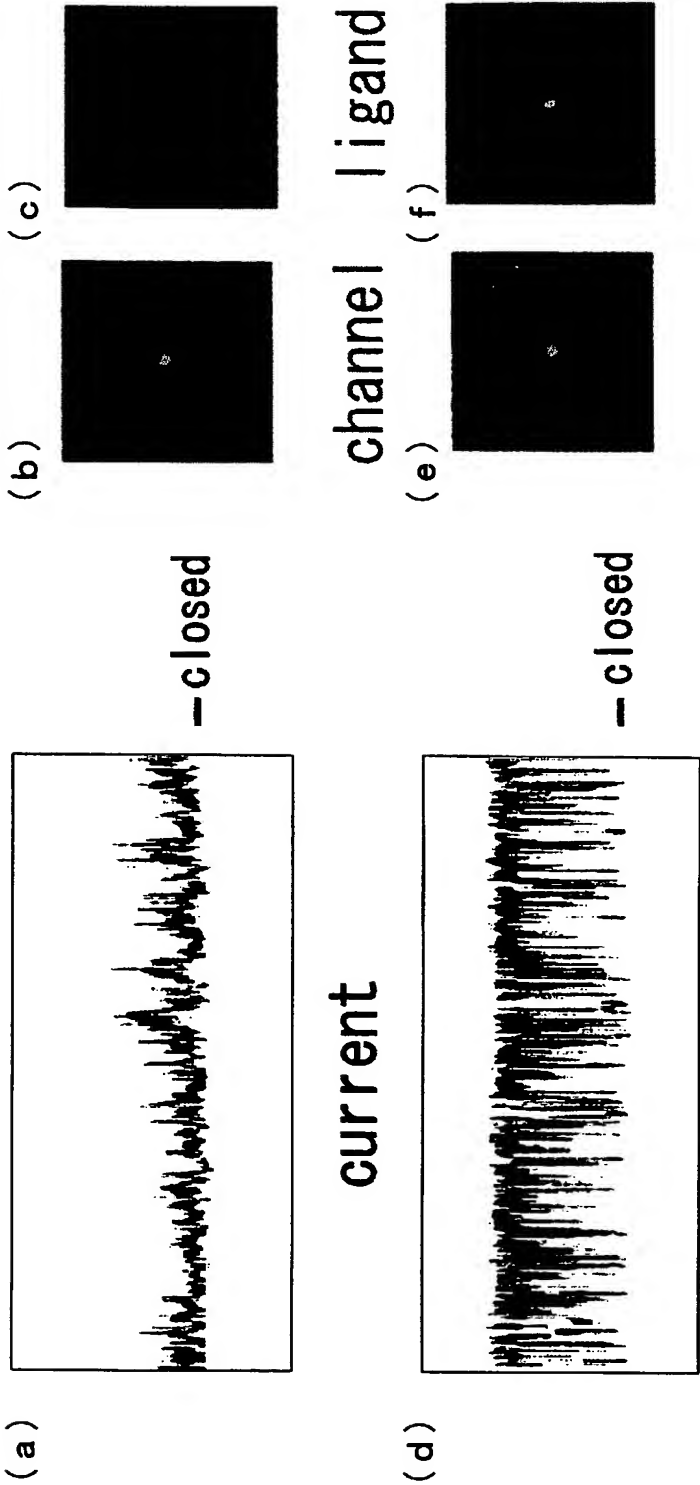 (a)
(b)
(c)
－closed
current
channel
ligand
(d)
(e)
(f)
－closed